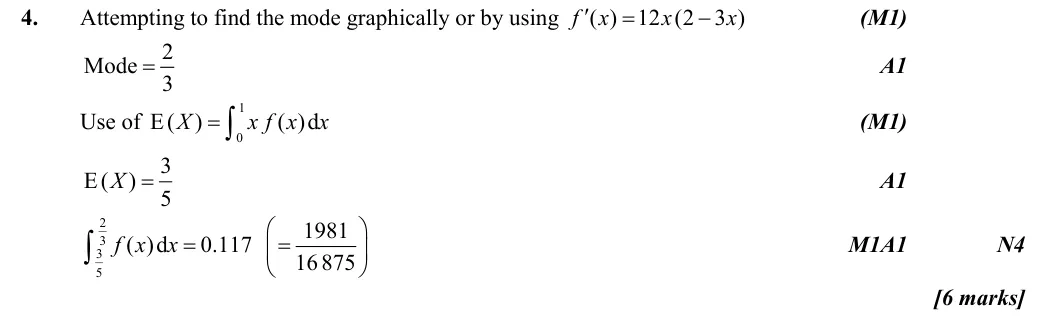 4. Attempting to find the mode graphically or by using f′(x) = 12x(2 − 3x) (M1)
Mode = 2/3 A1
Use of E(X) = ∫₀¹ x f(x) dx (M1)
E(X) = 3/5 A1
∫_{3/5}^{2/3} f(x) dx = 0.117 (= 1981/16 875) M1A1 N4
[6 marks]